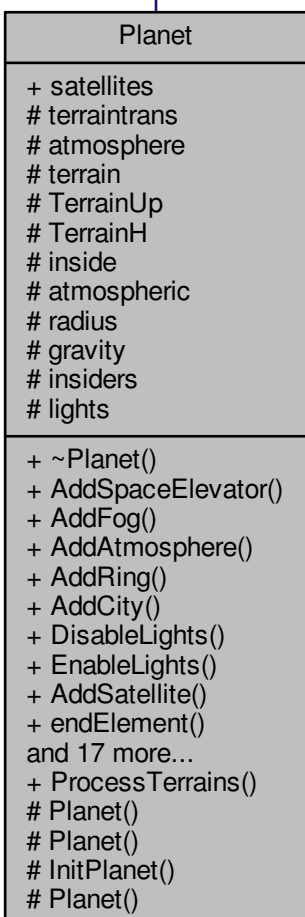 Planet
+ satellites
# terraintrans
# atmosphere
# terrain
# TerrainUp
# TerrainH
# inside
# atmospheric
# radius
# gravity
# insiders
# lights
+ ~Planet()
+ AddSpaceElevator()
+ AddFog()
+ AddAtmosphere()
+ AddRing()
+ AddCity()
+ DisableLights()
+ EnableLights()
+ AddSatellite()
+ endElement()
and 17 more...
+ ProcessTerrains()
# Planet()
# Planet()
# InitPlanet()
# Planet()